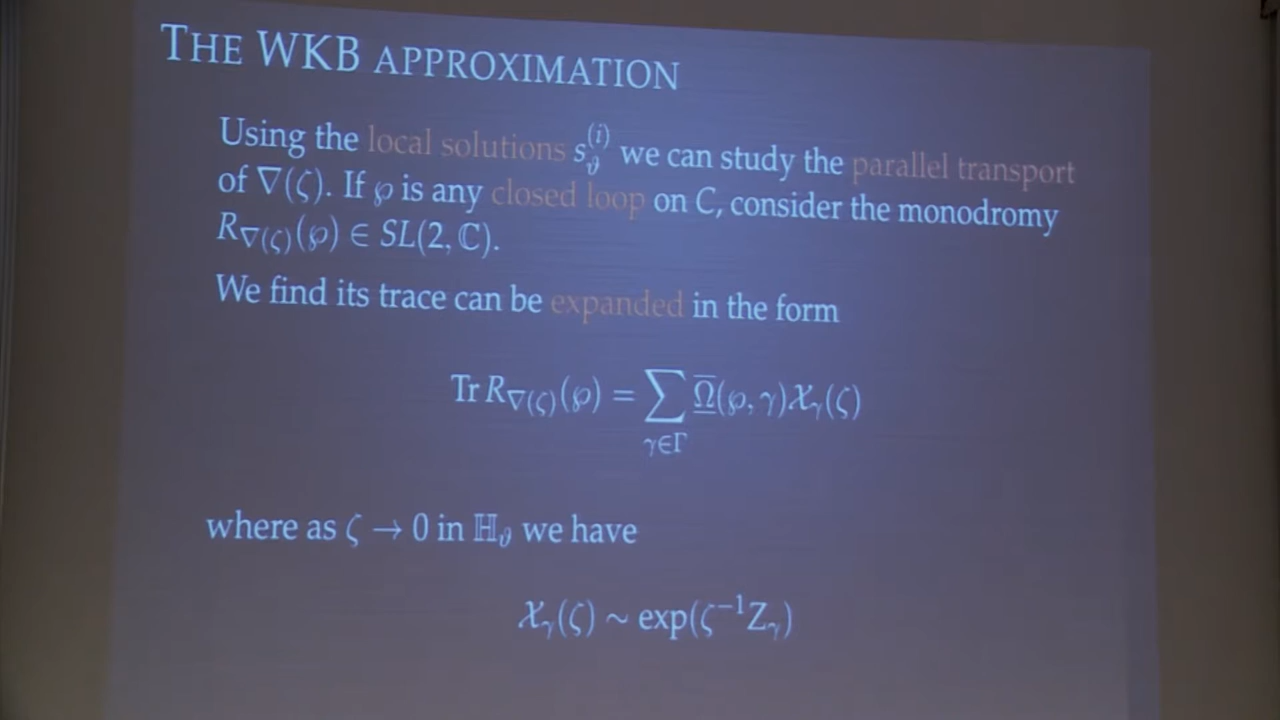 THE WKB APPROXIMATION
Using the local solutions s_ϑ^(i) we can study the parallel transport
of ∇(ζ). If ℘ is any closed loop on C, consider the monodromy
R_∇(ζ)(℘) ∈ SL(2, ℂ).
We find its trace can be expanded in the form
Tr R_∇(ζ)(℘) = ∑_{γ∈Γ} Ω̲̅(℘, γ)𝒳_γ(ζ)
where as ζ → 0 in ℍ_ϑ we have
𝒳_γ(ζ) ∼ exp(ζ⁻¹Z_γ)